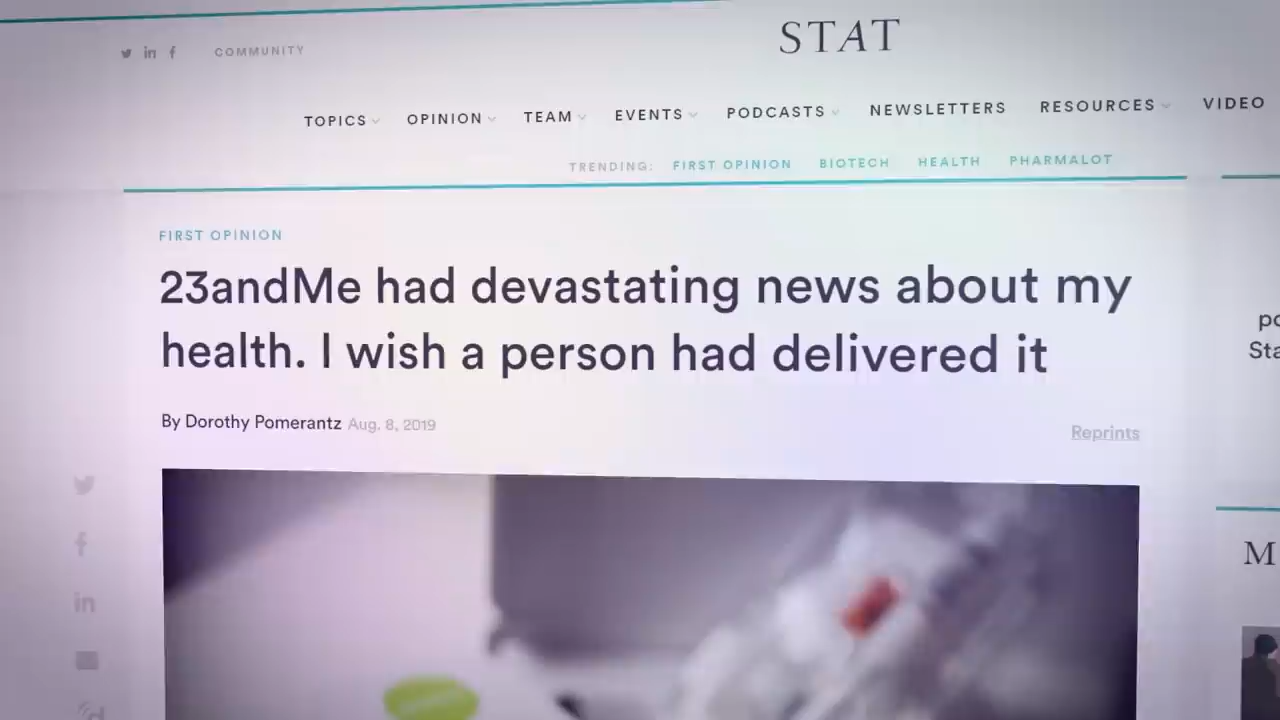 STAT
COMMUNITY
TOPICS OPINION TEAM EVENTS PODCASTS NEWSLETTERS RESOURCES VIDEO
TRENDING: FIRST OPINION BIOTECH HEALTH PHARMALOT
FIRST OPINION
23andMe had devastating news about my
health. I wish a person had delivered it
By Dorothy Pomerantz Aug. 8, 2019
Reprints